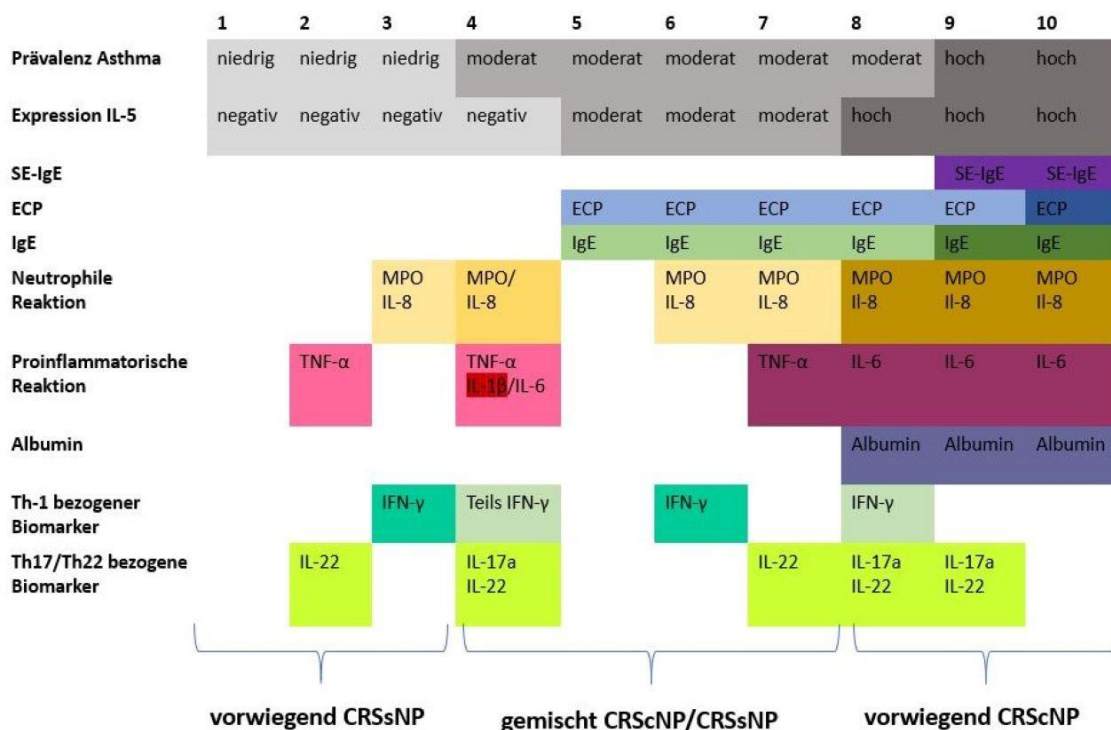 1 2 3 4 5 6 7 8 9 10
Prävalenz Asthma niedrig niedrig niedrig moderat moderat moderat moderat moderat hoch hoch
Expression IL-5 negativ negativ negativ negativ moderat moderat moderat hoch hoch hoch
SE-IgE SE-IgE SE-IgE
ECP ECP ECP ECP ECP ECP ECP
IgE IgE IgE IgE IgE IgE IgE
Neutrophile MPO MPO/ MPO MPO MPO MPO MPO
Reaktion IL-8 IL-8 IL-8 IL-8 Il-8 Il-8 Il-8
Proinflammatorische TNF-α TNF-α TNF-α IL-6 IL-6 IL-6
Reaktion IL-1β/IL-6
Albumin Albumin Albumin Albumin
Th-1 bezogener IFN-γ Teils IFN-γ IFN-γ IFN-γ
Biomarker
Th17/Th22 bezogene IL-22 IL-17a IL-22 IL-17a IL-17a
Biomarker IL-22 IL-22 IL-22
vorwiegend CRSsNP gemischt CRScNP/CRSsNP vorwiegend CRScNP